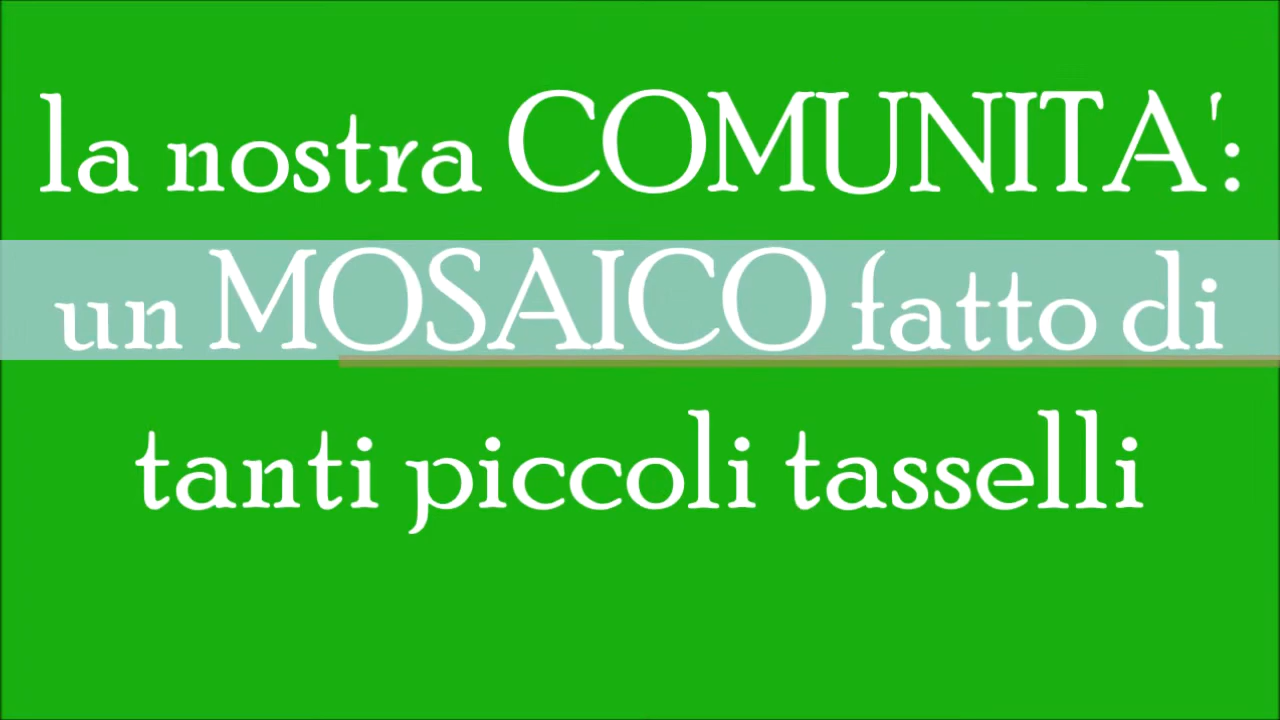 la nostra COMUNITA':
un MOSAICO fatto di
tanti piccoli tasselli